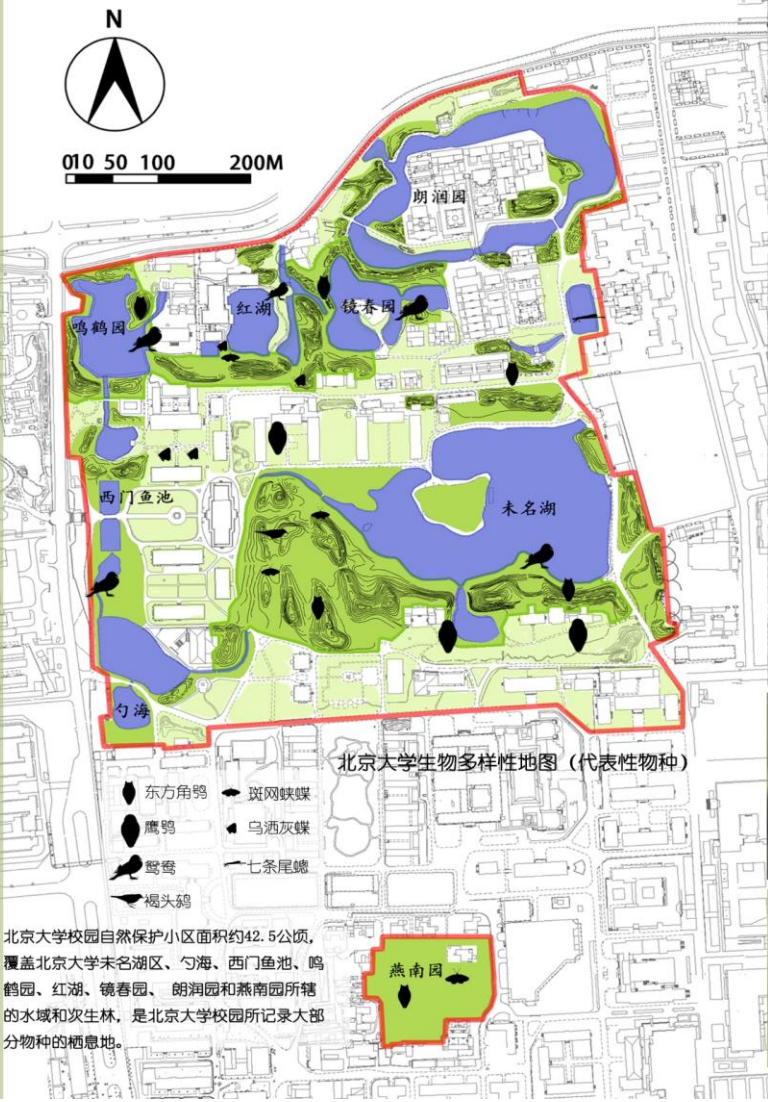 N
010 50 100 200M
朗润园
鸣鹤园
红湖
镜春园
西门鱼池
未名湖
勺海
北京大学生物多样性地图（代表性物种）
东方角鸮
斑网蛱蝶
鹰鸮
乌洒灰蝶
鸳鸯
七条尾蟌
褐头鸫
北京大学校园自然保护小区面积约42.5公顷，
覆盖北京大学未名湖区、勺海、西门鱼池、鸣
鹤园、红湖、镜春园、 朗润园和燕南园所辖
的水域和次生林，是北京大学校园所记录大部
分物种的栖息地。
燕南园